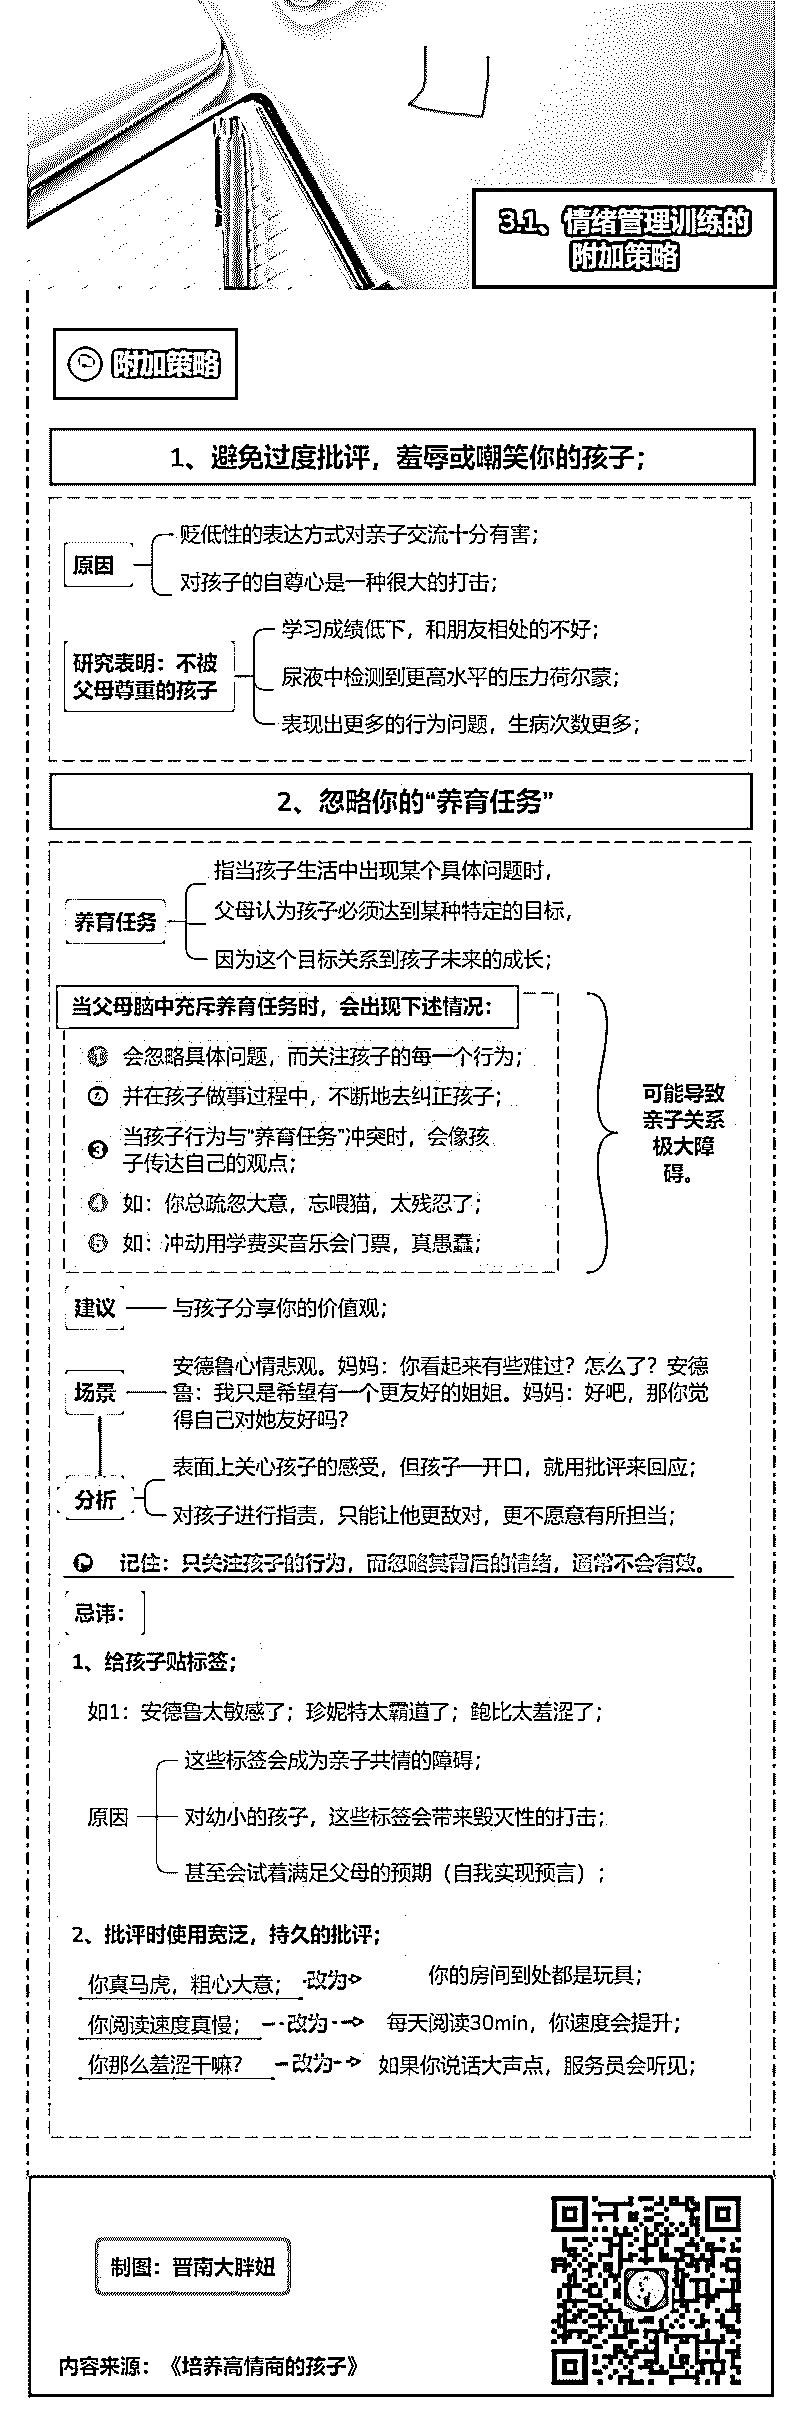 3.1、情绪管理训练的
附加策略
附加策略
1、避免过度批评，羞辱或嘲笑你的孩子；
原因
贬低性的表达方式对亲子交流十分有害；
对孩子的自尊心是一种很大的打击；
研究表明：不被
父母尊重的孩子
学习成绩低下，和朋友相处的不好；
尿液中检测到更高水平的压力荷尔蒙；
表现出更多的行为问题，生病次数更多；
2、忽略你的“养育任务”
养育任务
指当孩子生活中出现某个具体问题时，
父母认为孩子必须达到某种特定的目标，
因为这个目标关系到孩子未来的成长；
当父母脑中充斥养育任务时，会出现下述情况：
1 会忽略具体问题，而关注孩子的每一个行为；
2 并在孩子做事过程中，不断地去纠正孩子；
3 当孩子行为与“养育任务”冲突时，会像孩
子传达自己的观点；
4 如：你总疏忽大意，忘喂猫，太残忍了；
5 如：冲动用学费买音乐会门票，真愚蠢；
可能导致
亲子关系
极大障
碍。
建议
与孩子分享你的价值观；
场景
安德鲁心情悲观。妈妈：你看起来有些难过？怎么了？安德
鲁：我只是希望有一个更友好的姐姐。妈妈：好吧，那你觉
得自己对她友好吗？
分析
表面上关心孩子的感受，但孩子一开口，就用批评来回应；
对孩子进行指责，只能让他更敌对，更不愿意有所担当；
记住：只关注孩子的行为，而忽略其背后的情绪，通常不会有效。
忌讳：
1、给孩子贴标签；
如1：安德鲁太敏感了；珍妮特太霸道了；鲍比太羞涩了；
原因
这些标签会成为亲子共情的障碍；
对幼小的孩子，这些标签会带来毁灭性的打击；
甚至会试着满足父母的预期（自我实现预言）；
2、批评时使用宽泛，持久的批评；
你真马虎，粗心大意； 改为 你的房间到处都是玩具；
你阅读速度真慢； 改为 每天阅读30min，你速度会提升；
你那么羞涩干嘛？ 改为 如果你说话大声点，服务员会听见；
制图：晋南大胖妞
内容来源：《培养高情商的孩子》